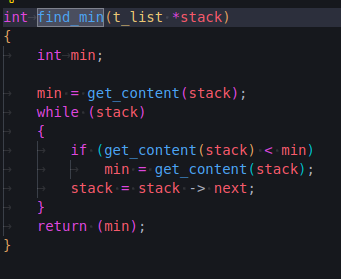 int find_min(t_list *stack)
{
    int min;

    min = get_content(stack);
    while (stack)
    {
        if (get_content(stack) < min)
            min = get_content(stack);
        stack = stack -> next;
    }
    return (min);
}